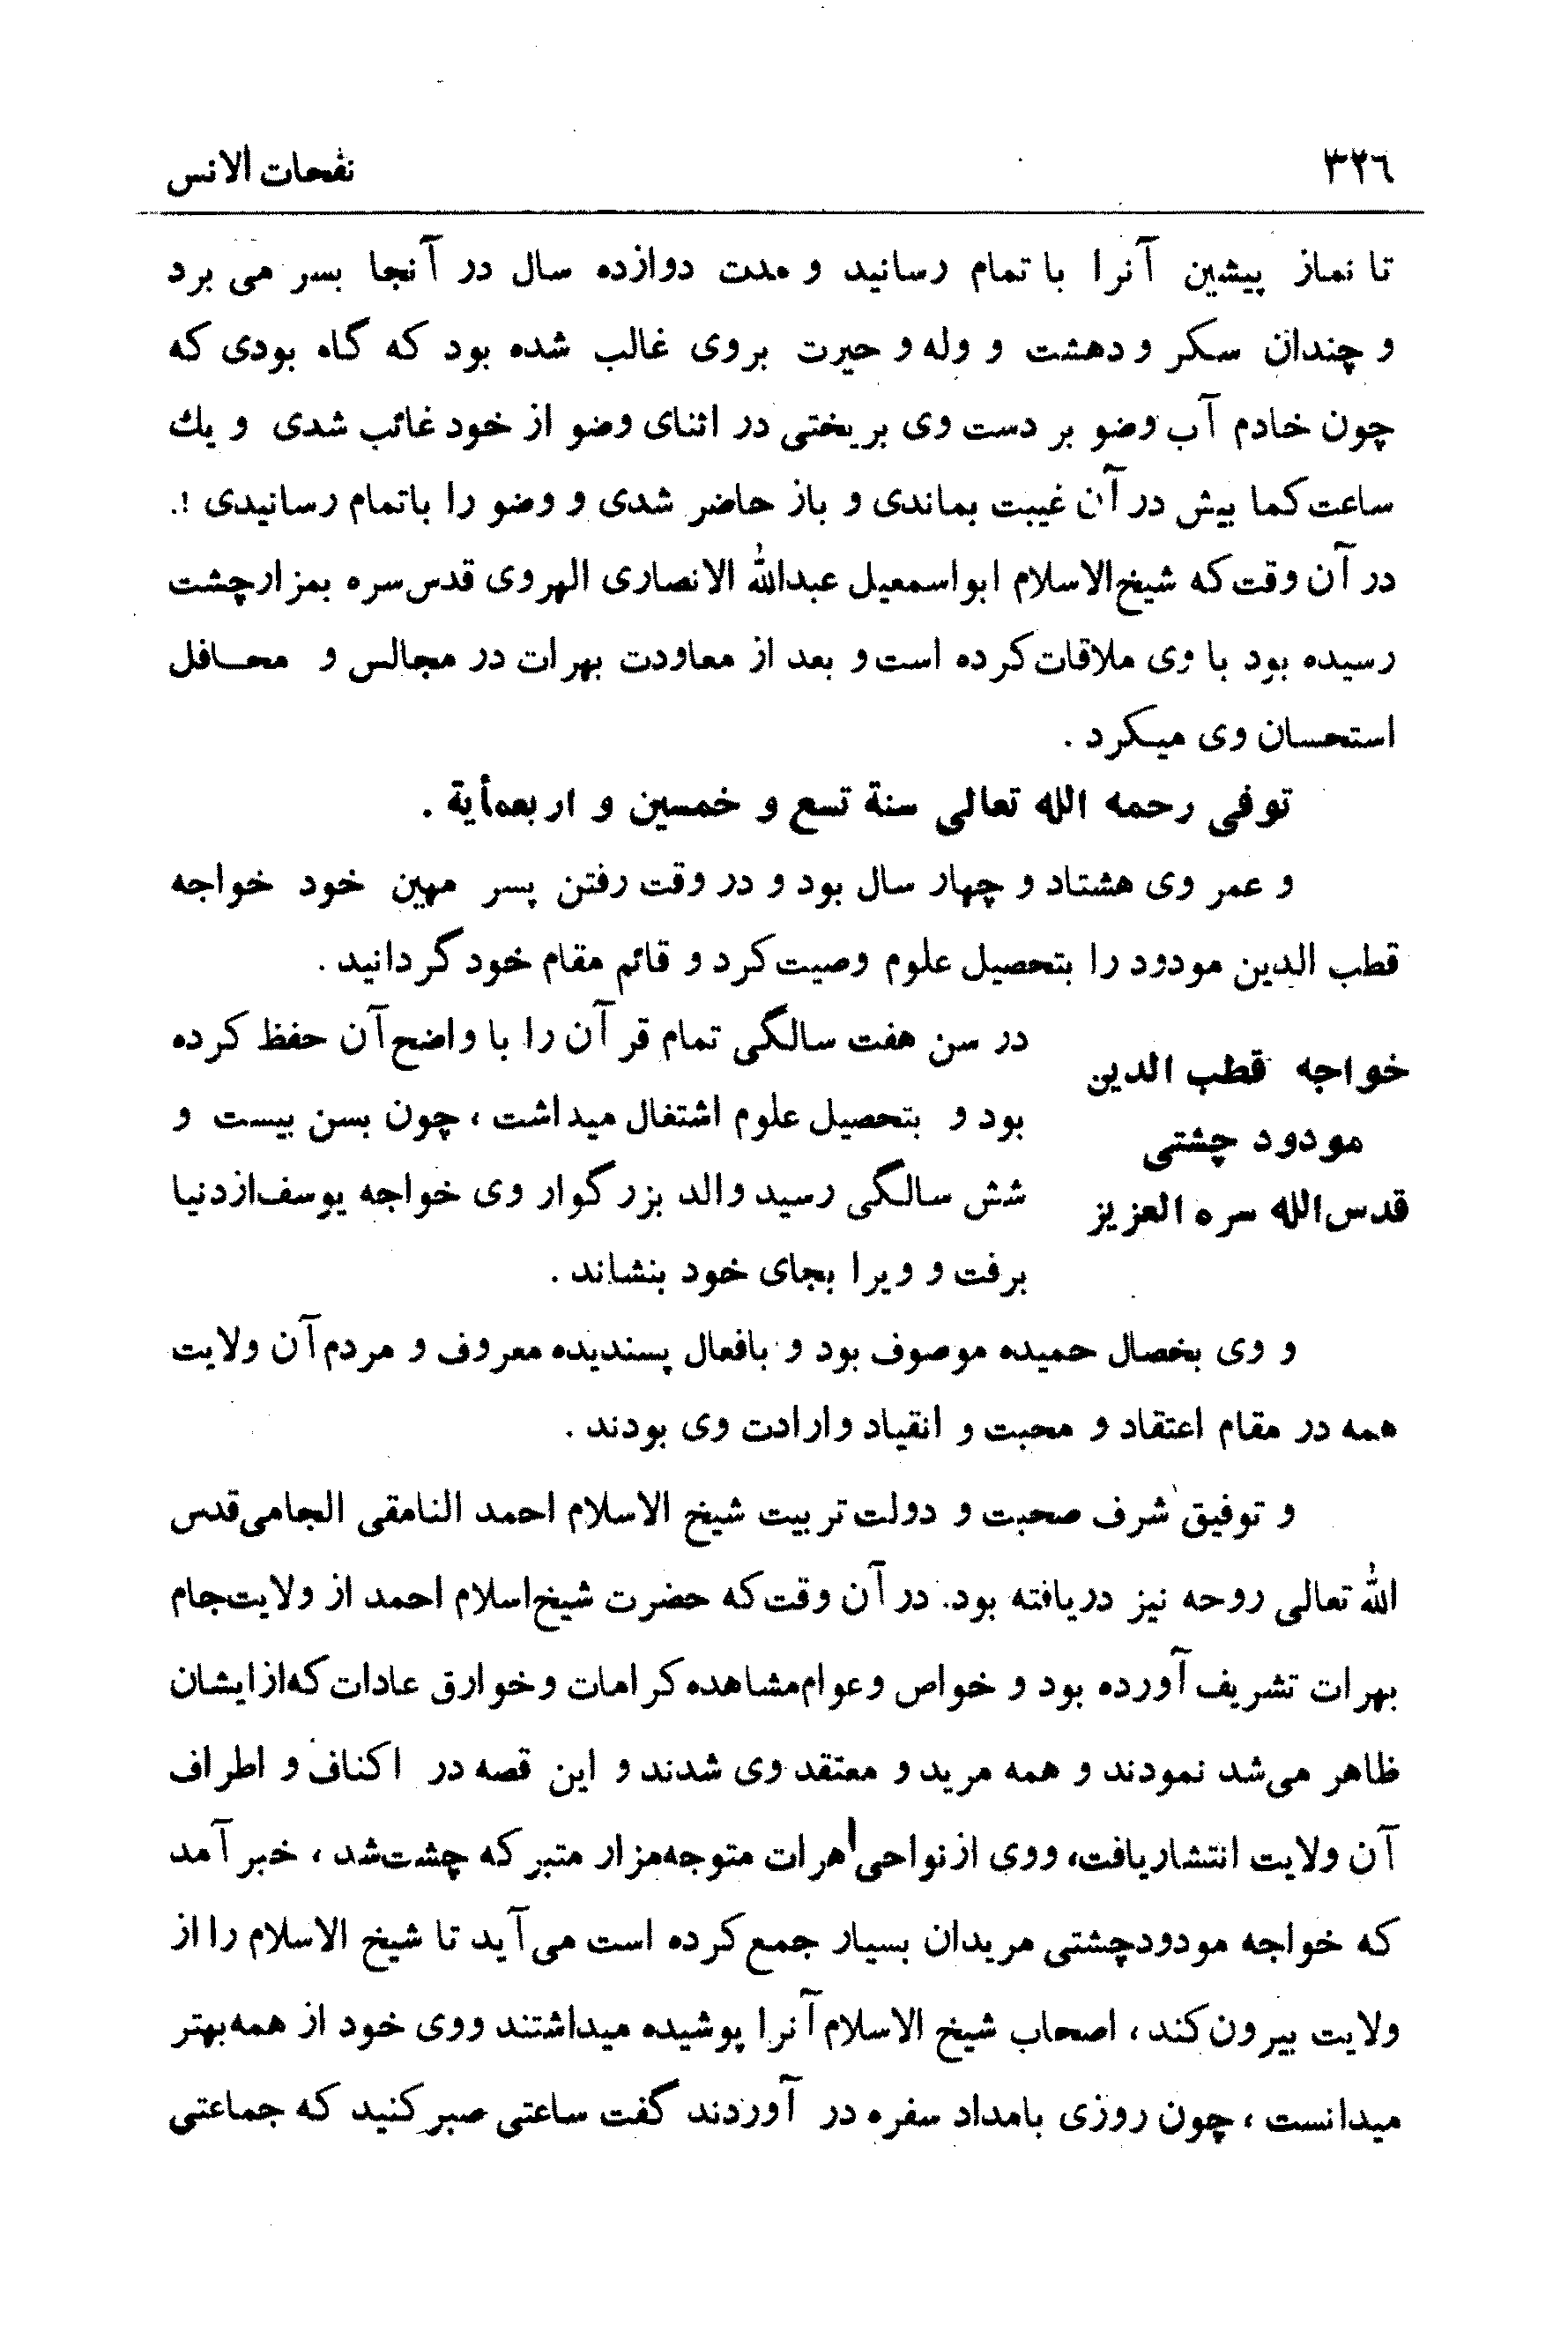 ٣٢٦
نفحات الانس
تا نماز پیشین آنرا با تمام رسانید و مدت دوازده سال در آنجا بسر می برد
و چندان سکر و دهشت و وله و حیرت بروی غالب شده بود که گاه بودی که
چون خادم آب وضو بر دست وی بریختی در اثنای وضو از خود غائب شدی و یك
ساعت کما بیش در آن غیبت بماندی و باز حاضر شدی و وضو را باتمام رسانیدی !.
در آن وقت که شیخ‌الاسلام ابواسمعیل عبدالله الانصاری الهروی قدس‌سره بمزارچشت
رسیده بود با وی ملاقات کرده است و بعد از معاودت بهرات در مجالس و محافل
استحسان وی میکرد .
توفی رحمه الله تعالی سنة تسع و خمسین و اربعمأیة .
و عمر وی هشتاد و چهار سال بود و در وقت رفتن پسر مهین خود خواجه
قطب الدین مودود را بتحصیل علوم وصیت کرد و قائم مقام خود گردانید .
خواجه قطب الدین
مودود چشتی
قدس‌الله سره العزیز
در سن هفت سالگی تمام قرآن را با واضح‌آن حفظ کرده
بود و بتحصیل علوم اشتغال میداشت ، چون بسن بیست و
شش سالگی رسید والد بزرگوار وی خواجه یوسف‌ازدنیا
برفت و ویرا بجای خود بنشاند .
و وی بخصال حمیده موصوف بود و بافعال پسندیده معروف و مردم آن ولایت
همه در مقام اعتقاد و محبت و انقیاد وارادت وی بودند .
و توفیق شرف صحبت و دولت تربیت شیخ الاسلام احمد النامقی الجامی قدس
الله تعالی روحه نیز دریافته بود. در آن وقت که حضرت شیخ‌اسلام احمد از ولایت‌جام
بهرات تشریف آورده بود و خواص و عوام‌مشاهده کرامات و خوارق عادات که‌ازایشان
ظاهر می‌شد نمودند و همه مرید و معتقد وی شدند و این قصه در اکناف و اطراف
آن ولایت انتشاریافت، ووی ازنواحی هرات متوجه‌مزار متبرکه چشت‌شد ، خبر آمد
که خواجه مودودچشتی مریدان بسیار جمع کرده است می‌آید تا شیخ الاسلام را از
ولایت بیرون‌کند ، اصحاب شیخ الاسلام آنرا پوشیده میداشتند ووی خود از همه‌بهتر
میدانست ، چون روزی بامداد سفره در آوردند گفت ساعتی صبر کنید که جماعتی